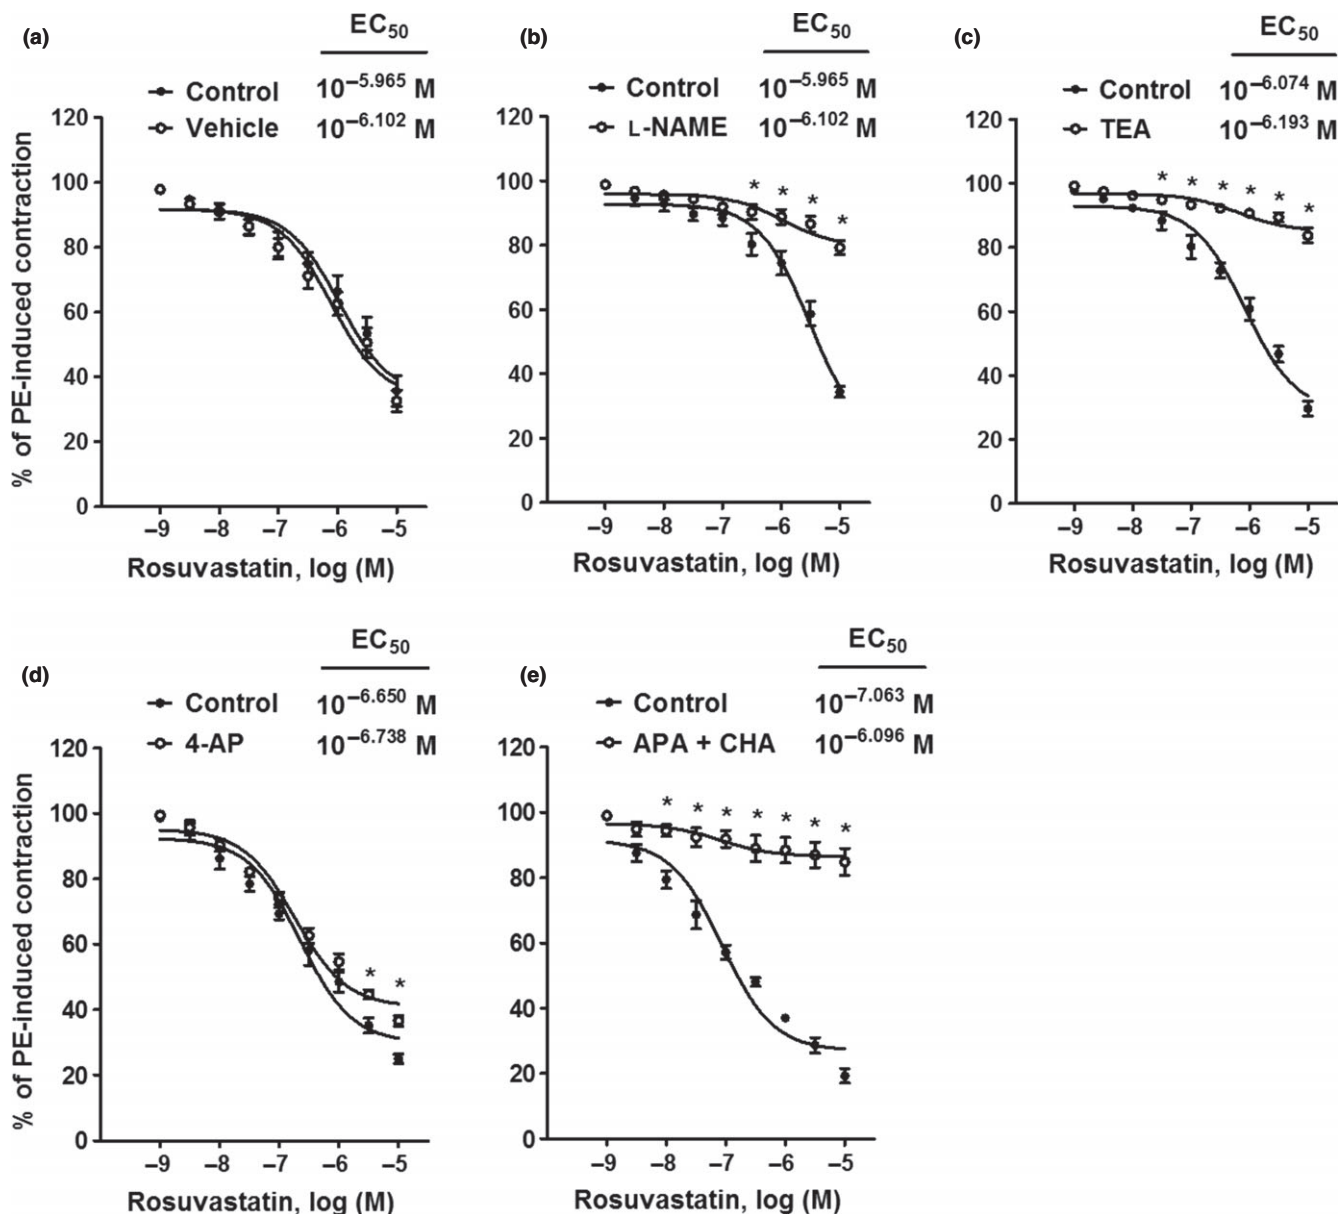 (a)
EC50
Control 10–5.965 M
Vehicle 10–6.102 M
% of PE-induced contraction
120
100
80
60
40
20
0
–9 –8 –7 –6 –5
Rosuvastatin, log (M)
(b)
EC50
Control 10–5.965 M
L-NAME 10–6.102 M
120
100
80
60
40
20
0
* * * *
–9 –8 –7 –6 –5
Rosuvastatin, log (M)
(c)
EC50
Control 10–6.074 M
TEA 10–6.193 M
120
100
80
60
40
20
0
* * * * * *
–9 –8 –7 –6 –5
Rosuvastatin, log (M)
(d)
EC50
Control 10–6.650 M
4-AP 10–6.738 M
% of PE-induced contraction
120
100
80
60
40
20
0
* *
–9 –8 –7 –6 –5
Rosuvastatin, log (M)
(e)
EC50
Control 10–7.063 M
APA + CHA 10–6.096 M
120
100
80
60
40
20
0
* * * * * * *
–9 –8 –7 –6 –5
Rosuvastatin, log (M)